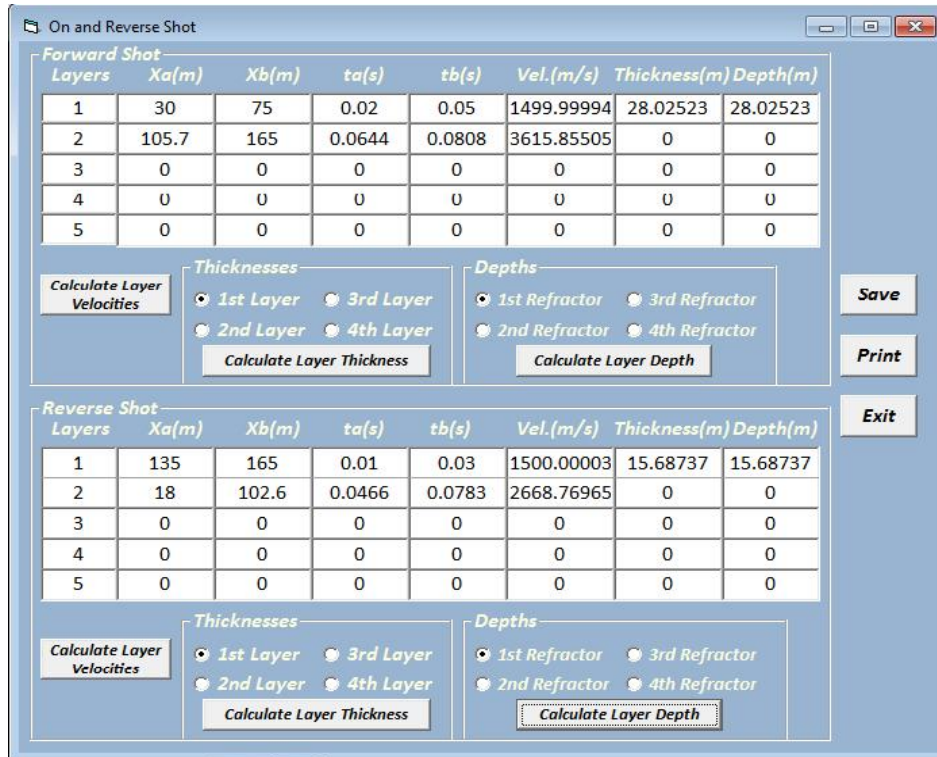 On and Reverse Shot
Forward Shot
Layers Xa(m) Xb(m) ta(s) tb(s) Vel.(m/s) Thickness(m) Depth(m)
1 30 75 0.02 0.05 1499.99994 28.02523 28.02523
2 105.7 165 0.0644 0.0808 3615.85505 0 0
3 0 0 0 0 0 0 0
4 0 0 0 0 0 0 0
5 0 0 0 0 0 0 0
Calculate Layer
Velocities
Thicknesses
1st Layer 3rd Layer
2nd Layer 4th Layer
Calculate Layer Thickness
Depths
1st Refractor 3rd Refractor
2nd Refractor 4th Refractor
Calculate Layer Depth
Save
Print
Exit
Reverse Shot
Layers Xa(m) Xb(m) ta(s) tb(s) Vel.(m/s) Thickness(m) Depth(m)
1 135 165 0.01 0.03 1500.00003 15.68737 15.68737
2 18 102.6 0.0466 0.0783 2668.76965 0 0
3 0 0 0 0 0 0 0
4 0 0 0 0 0 0 0
5 0 0 0 0 0 0 0
Calculate Layer
Velocities
Thicknesses
1st Layer 3rd Layer
2nd Layer 4th Layer
Calculate Layer Thickness
Depths
1st Refractor 3rd Refractor
2nd Refractor 4th Refractor
Calculate Layer Depth